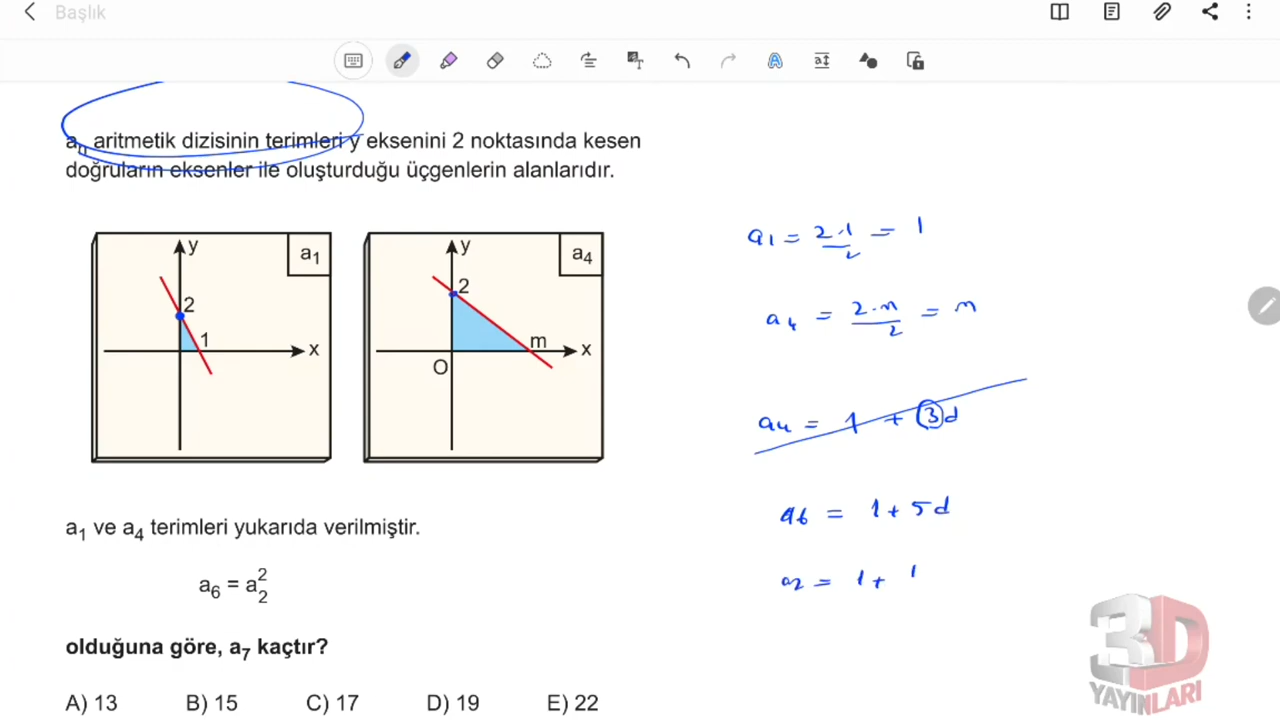 Başlık
aₙ aritmetik dizisinin terimleri y eksenini 2 noktasında kesen
doğruların eksenler ile oluşturduğu üçgenlerin alanlarıdır.
y
a₁
2
1
x
y
a₄
2
m
x
O
a₁ = 2.1/2 = 1
a₄ = 2.m/2 = m
a₄ = 1 + 3d
a₆ = 1 + 5d
a₂ = 1 + 1
a₁ ve a₄ terimleri yukarıda verilmiştir.
a₆ = a₂²
olduğuna göre, a₇ kaçtır?
A) 13 B) 15 C) 17 D) 19 E) 22
3D
YAYINLARI